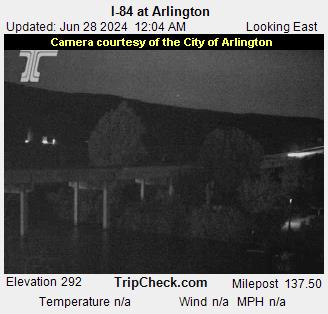 I-84 at Arlington
Updated: Jun 28 2024 12:04 AM Looking East
Camera courtesy of the City of Arlington
Elevation 292 TripCheck.com Milepost 137.50
Temperature n/a Wind n/a MPH n/a